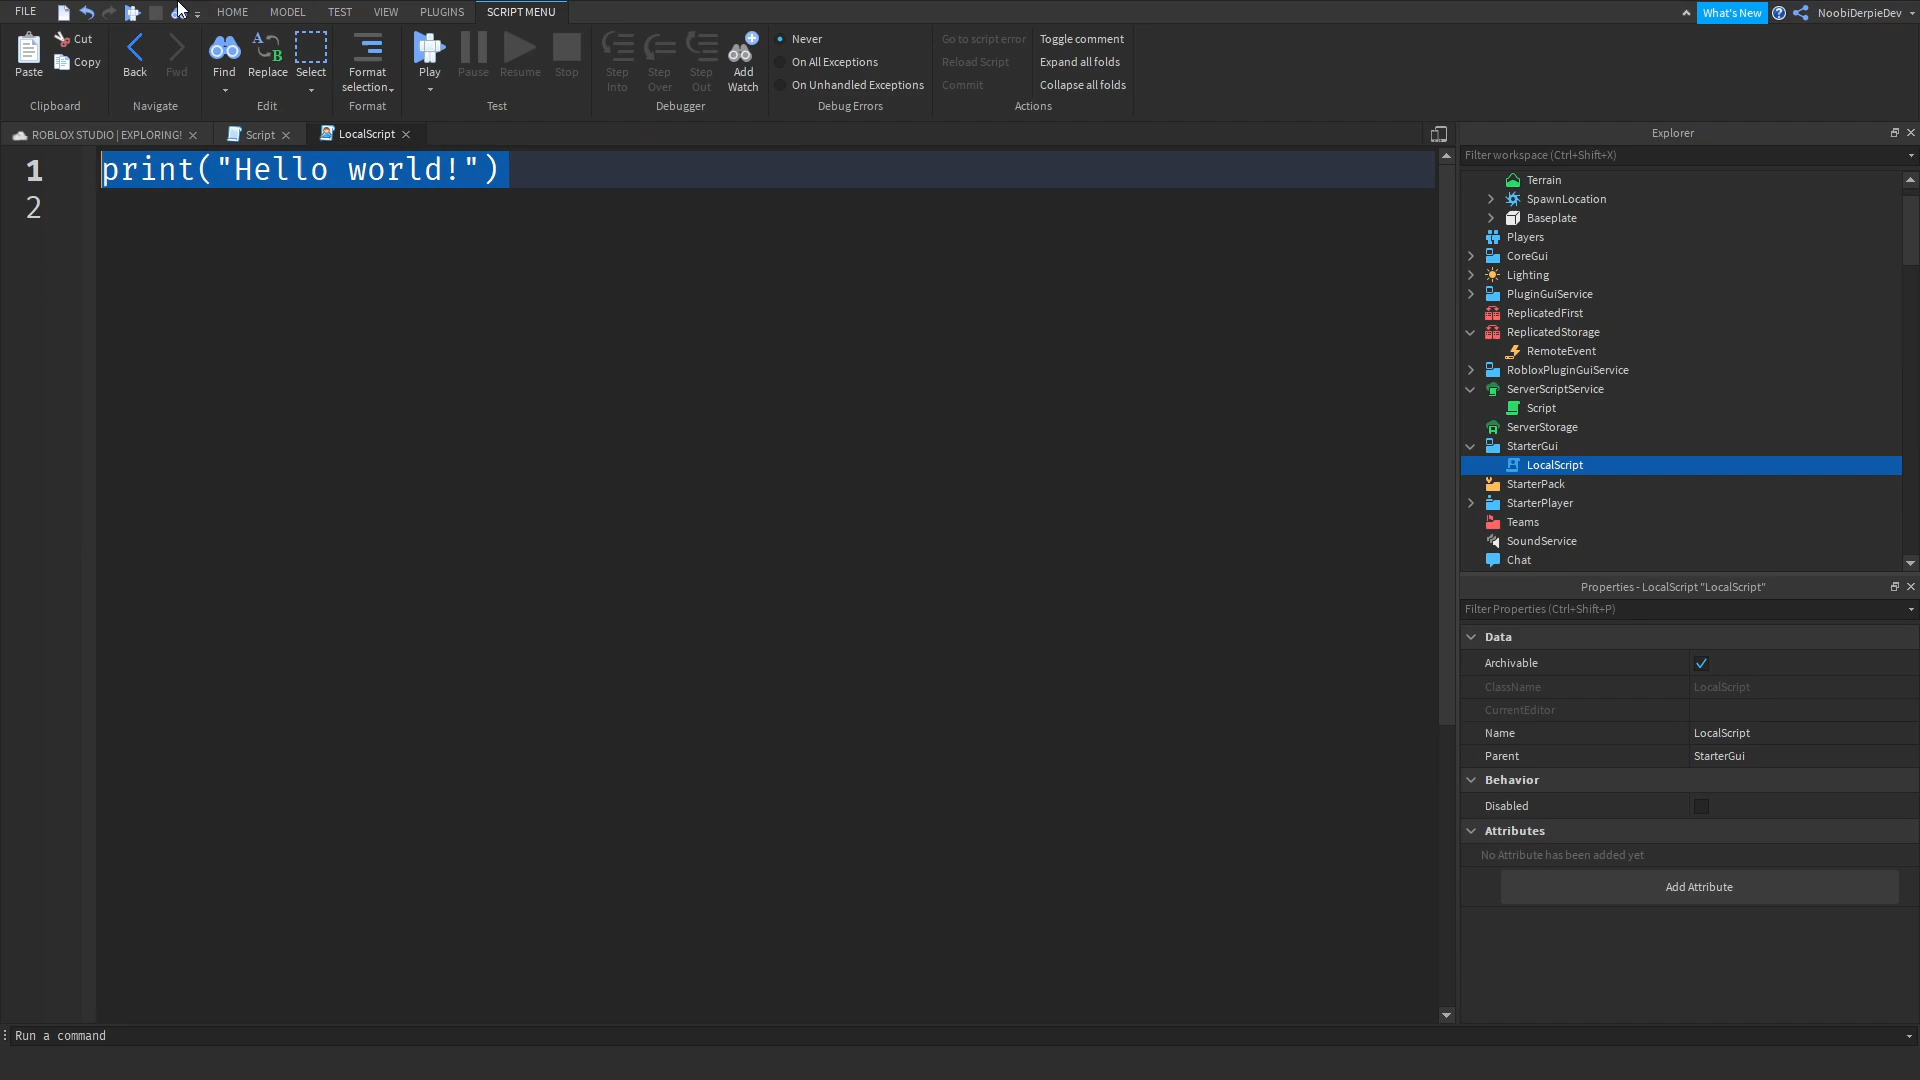 FILE HOME MODEL TEST VIEW PLUGINS SCRIPT MENU What's New NoobiDerpieDev
Paste Cut Copy Back Fwd Find Replace Select Format selection Play Pause Resume Stop Step Into Step Over Step Out Add Watch
Never
On All Exceptions
On Unhandled Exceptions
Go to script error
Reload Script
Commit
Toggle comment
Expand all folds
Collapse all folds
Clipboard Navigate Edit Format Test Debugger Debug Errors Actions
ROBLOX STUDIO | EXPLORING! Script LocalScript
1 print("Hello world!")
2
Explorer
Filter workspace (Ctrl+Shift+X)
Terrain
SpawnLocation
Baseplate
Players
CoreGui
Lighting
PluginGuiService
ReplicatedFirst
ReplicatedStorage
RemoteEvent
RobloxPluginGuiService
ServerScriptService
Script
ServerStorage
StarterGui
LocalScript
StarterPack
StarterPlayer
Teams
SoundService
Chat
Properties - LocalScript "LocalScript"
Filter Properties (Ctrl+Shift+P)
Data
Archivable
ClassName LocalScript
CurrentEditor
Name LocalScript
Parent StarterGui
Behavior
Disabled
Attributes
No Attribute has been added yet
Add Attribute
Run a command